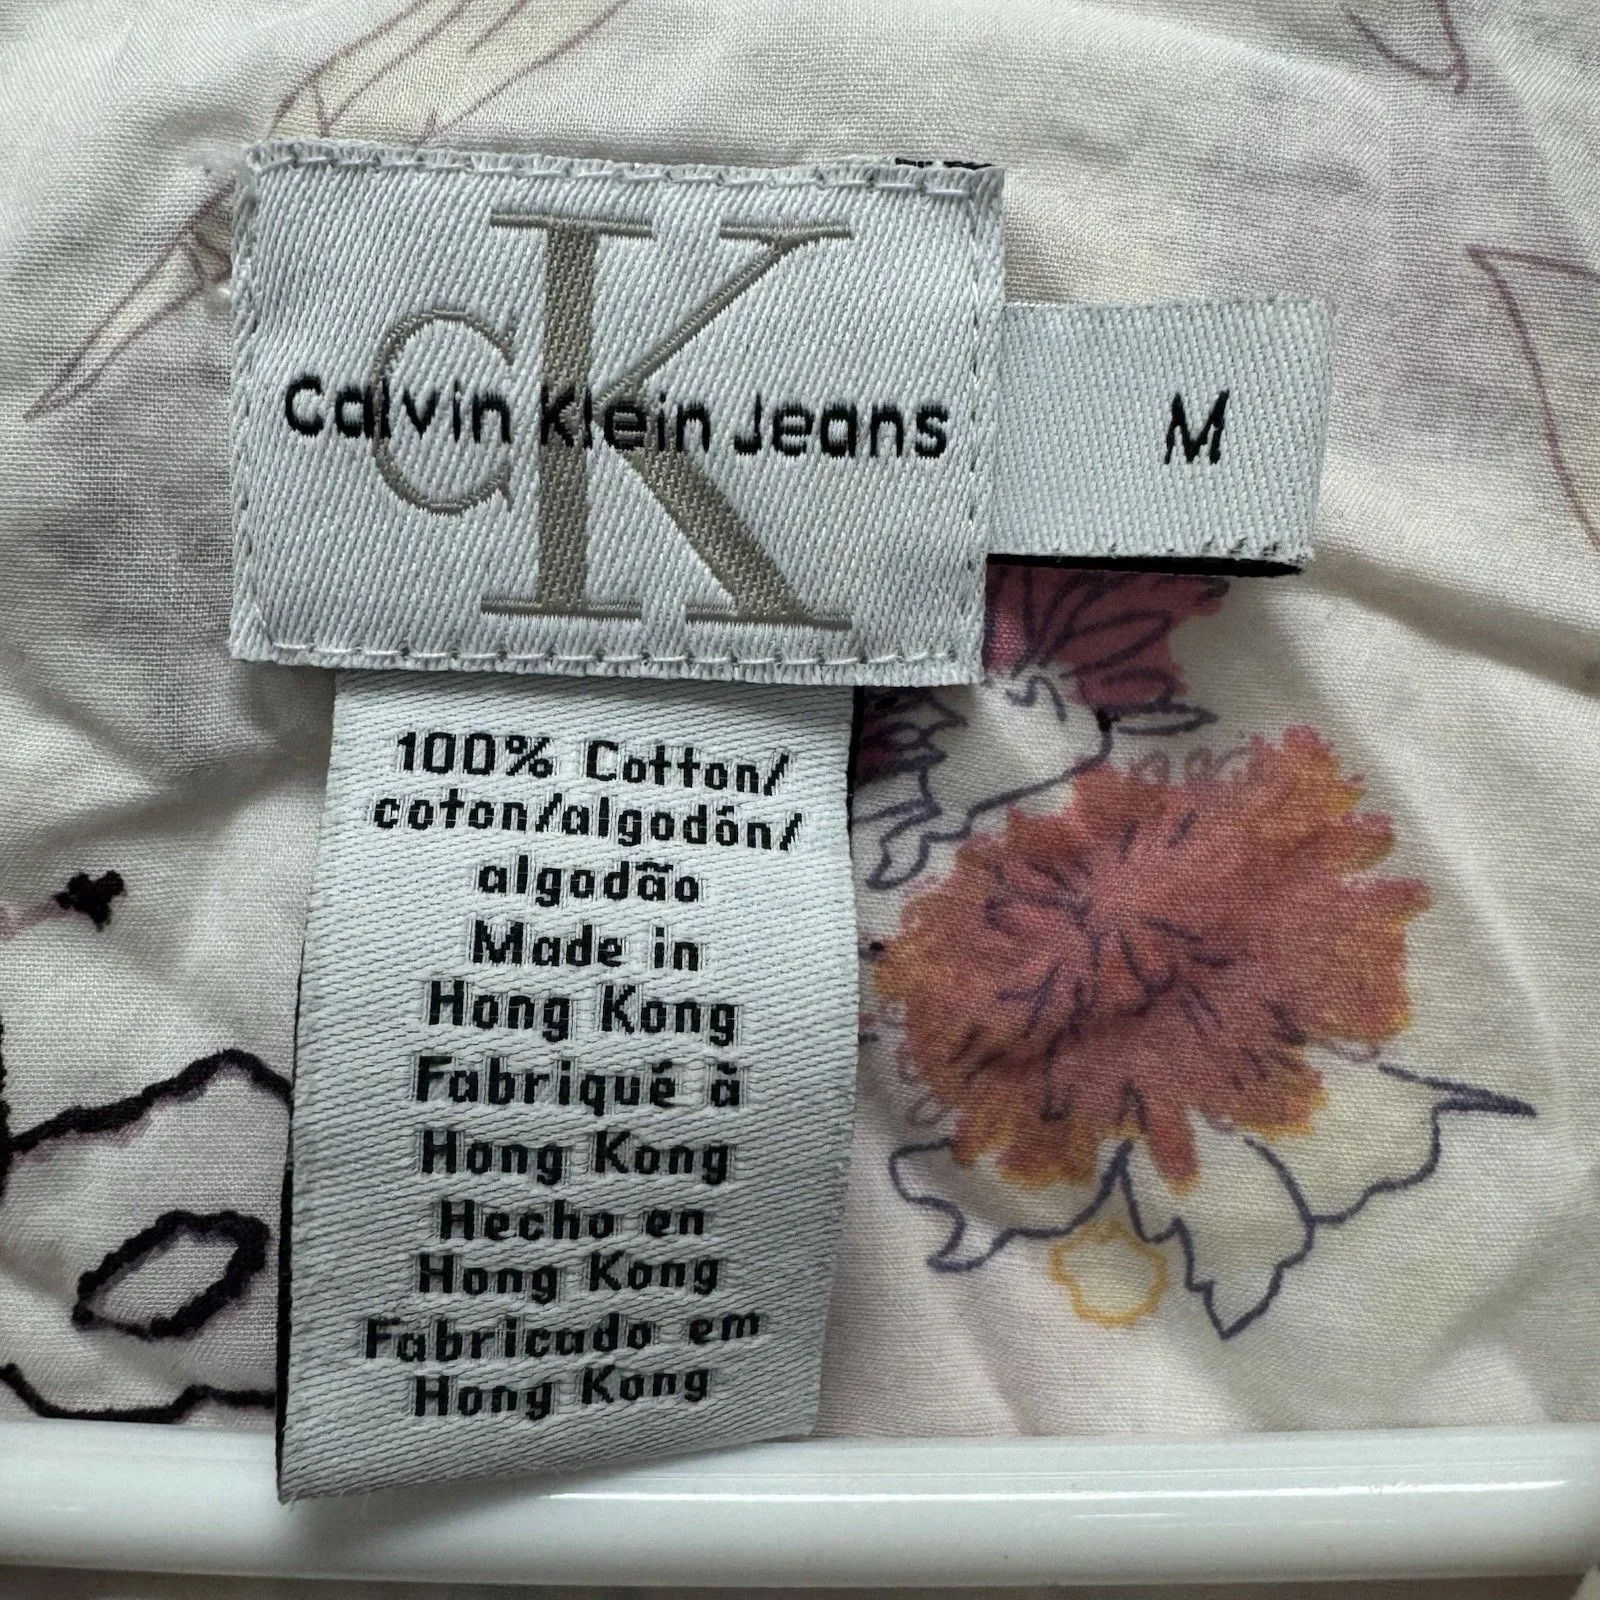 CK
Calvin Klein Jeans
M
100% Cotton/
coton/algodón/
algodão
Made in
Hong Kong
Fabriqué à
Hong Kong
Hecho en
Hong Kong
Fabricado em
Hong Kong